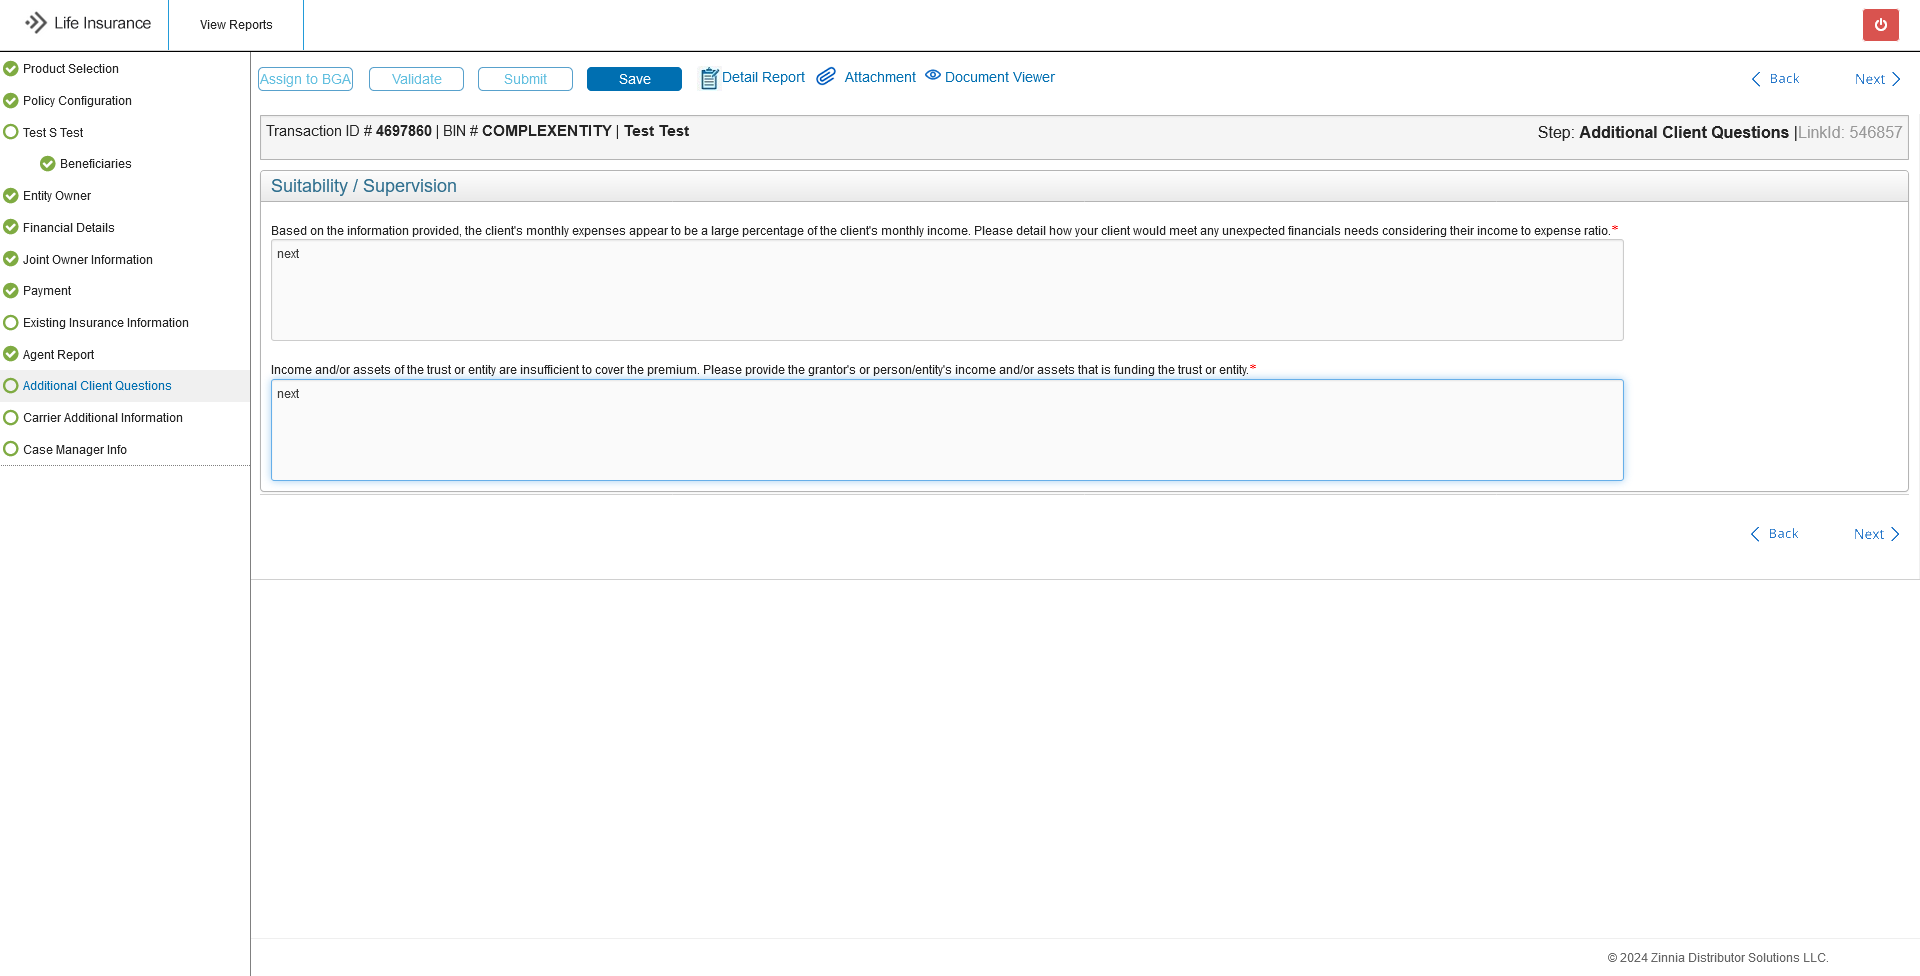 Life Insurance
View Reports
Product Selection
Policy Configuration
Test S Test
Beneficiaries
Entity Owner
Financial Details
Joint Owner Information
Payment
Existing Insurance Information
Agent Report
Additional Client Questions
Carrier Additional Information
Case Manager Info
Assign to BGA
Validate
Submit
Save
Detail Report
Attachment
Document Viewer
Back
Next
Transaction ID # 4697860 | BIN # COMPLEXENTITY | Test Test
Step: Additional Client Questions |LinkId: 546857
Suitability / Supervision
Based on the information provided, the client's monthly expenses appear to be a large percentage of the client's monthly income. Please detail how your client would meet any unexpected financials needs considering their income to expense ratio.*
next
Income and/or assets of the trust or entity are insufficient to cover the premium. Please provide the grantor's or person/entity's income and/or assets that is funding the trust or entity.*
next
Back
Next
© 2024 Zinnia Distributor Solutions LLC.